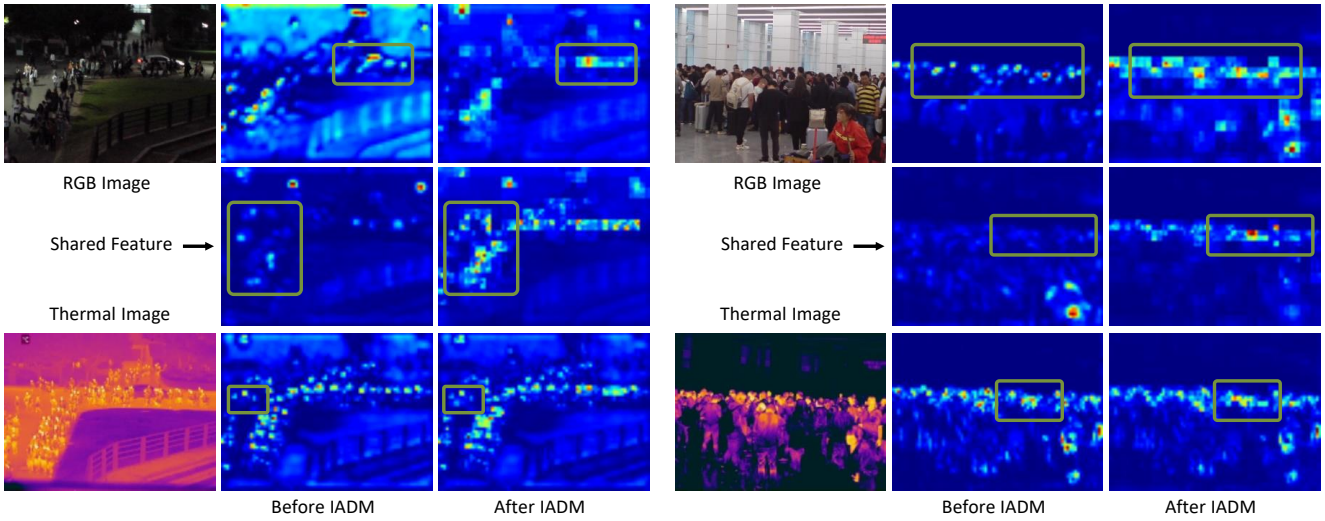 RGB Image
RGB Image
Shared Feature
Shared Feature
Thermal Image
Thermal Image
Before IADM
After IADM
Before IADM
After IADM